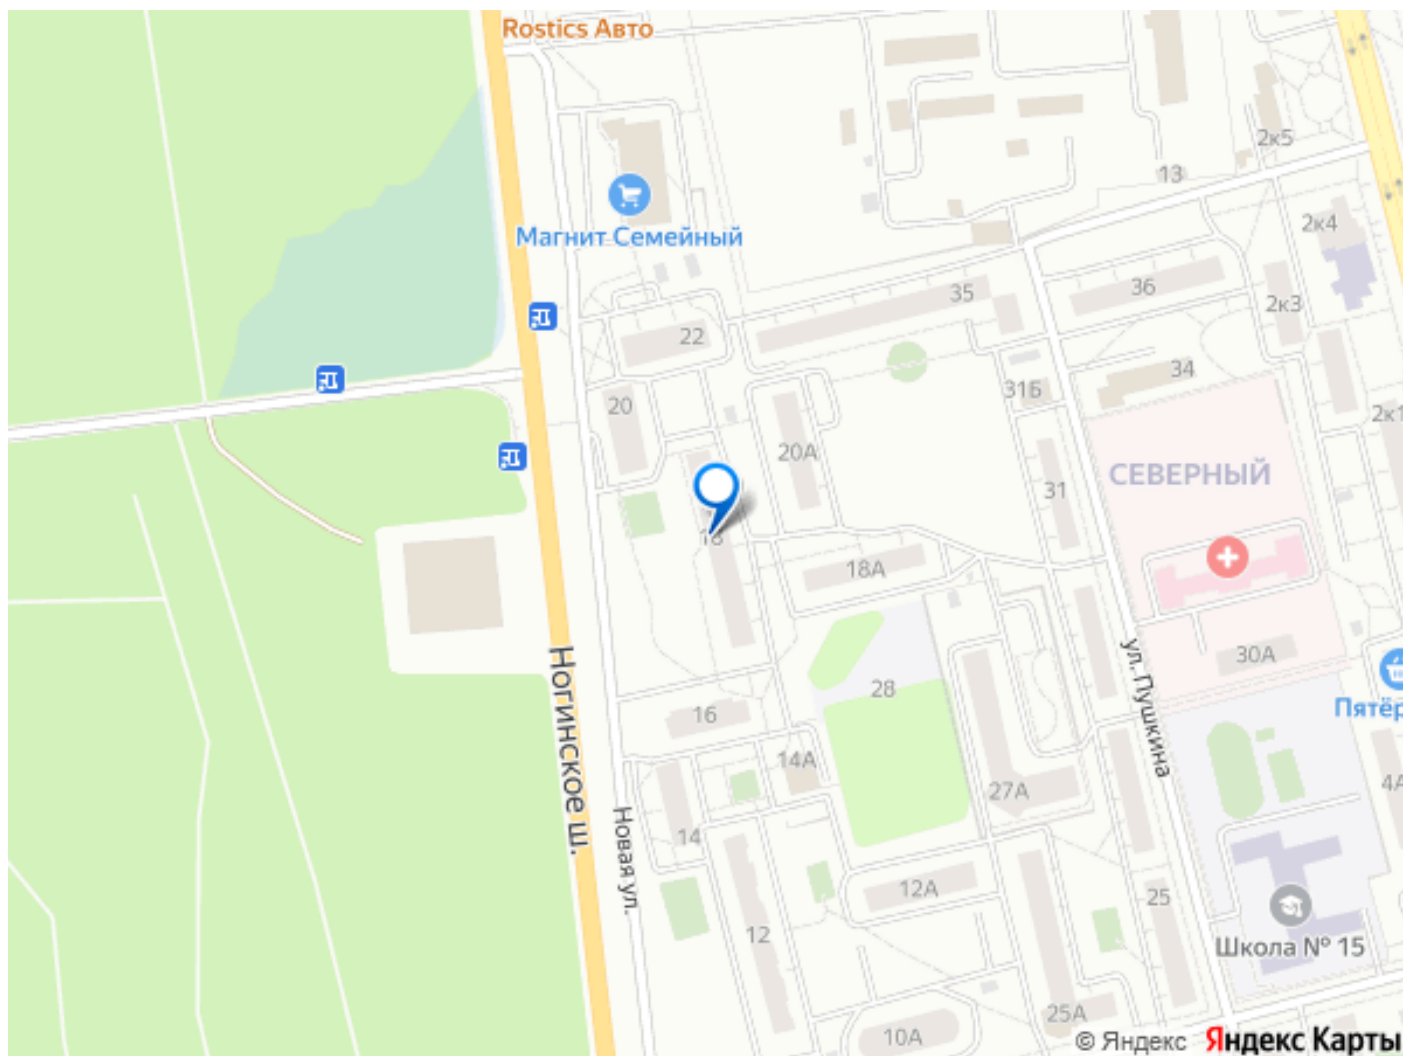 Rostics Авто
2к5
13
2к4
Магнит Семейный
35
36
2к3
22
34
20
31Б
2к1
20А
СЕВЕРНЫЙ
31
18
18А
ул. Пушкина
30А
Ногинское ш.
28
16
Пятёр
14А
27А
4А
Новая ул.
14
12А
25
12
Школа № 15
25А
10А
© Яндекс Яндекс Карты